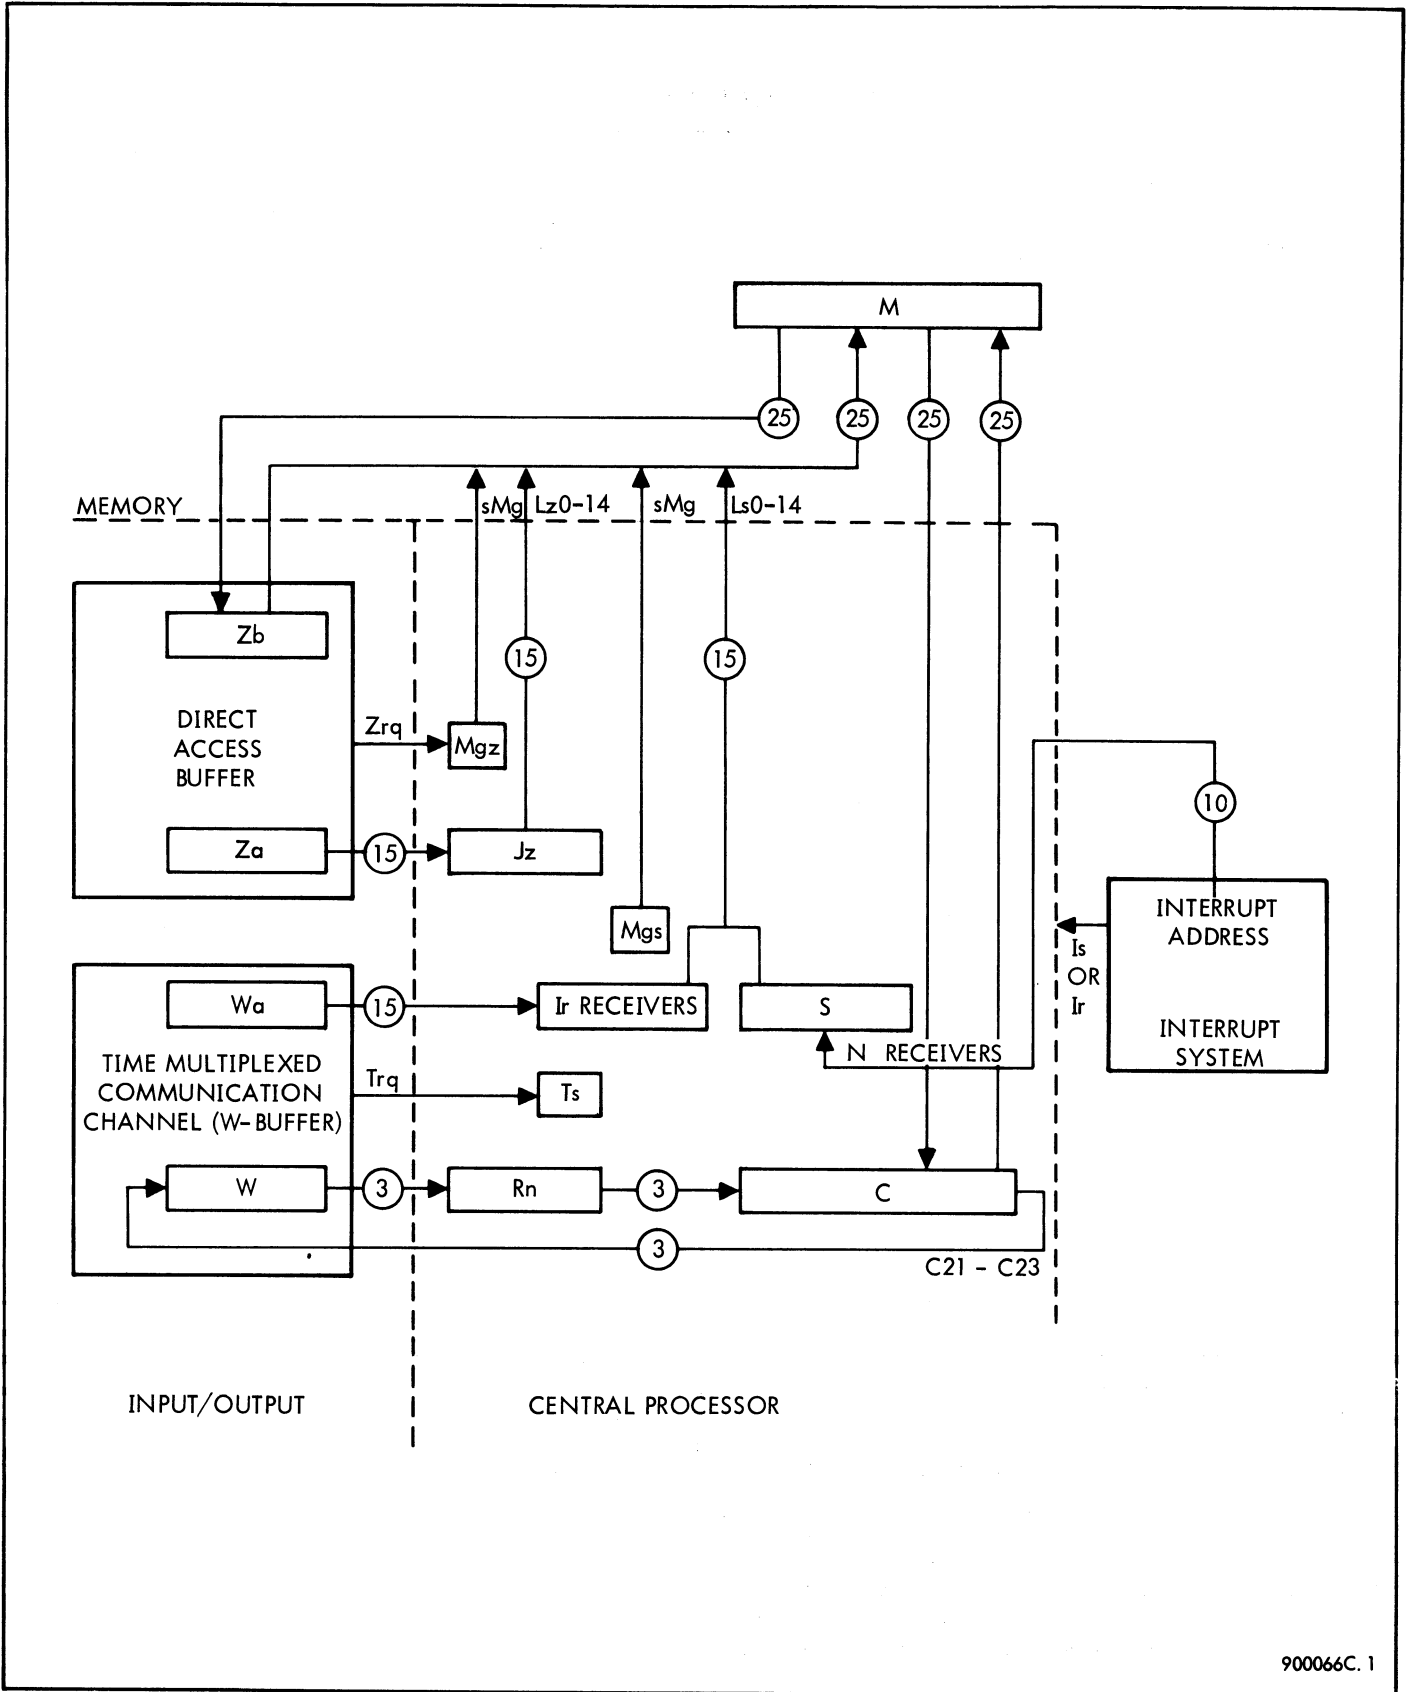 M
25 25 25 25
MEMORY
sMg Lz0-14 sMg Ls0-14
Zb
15 15
DIRECT
ACCESS
BUFFER
Zrq
Mgz
10
Za
15
Jz
Mgs
INTERRUPT
ADDRESS
Is
OR
Ir
INTERRUPT
SYSTEM
Wa
15
Ir RECEIVERS
S
N RECEIVERS
TIME MULTIPLEXED
COMMUNICATION
CHANNEL (W-BUFFER)
Trq
Ts
W
3
Rn
3
C
3
C21 - C23
INPUT/OUTPUT
CENTRAL PROCESSOR
900066C. 1